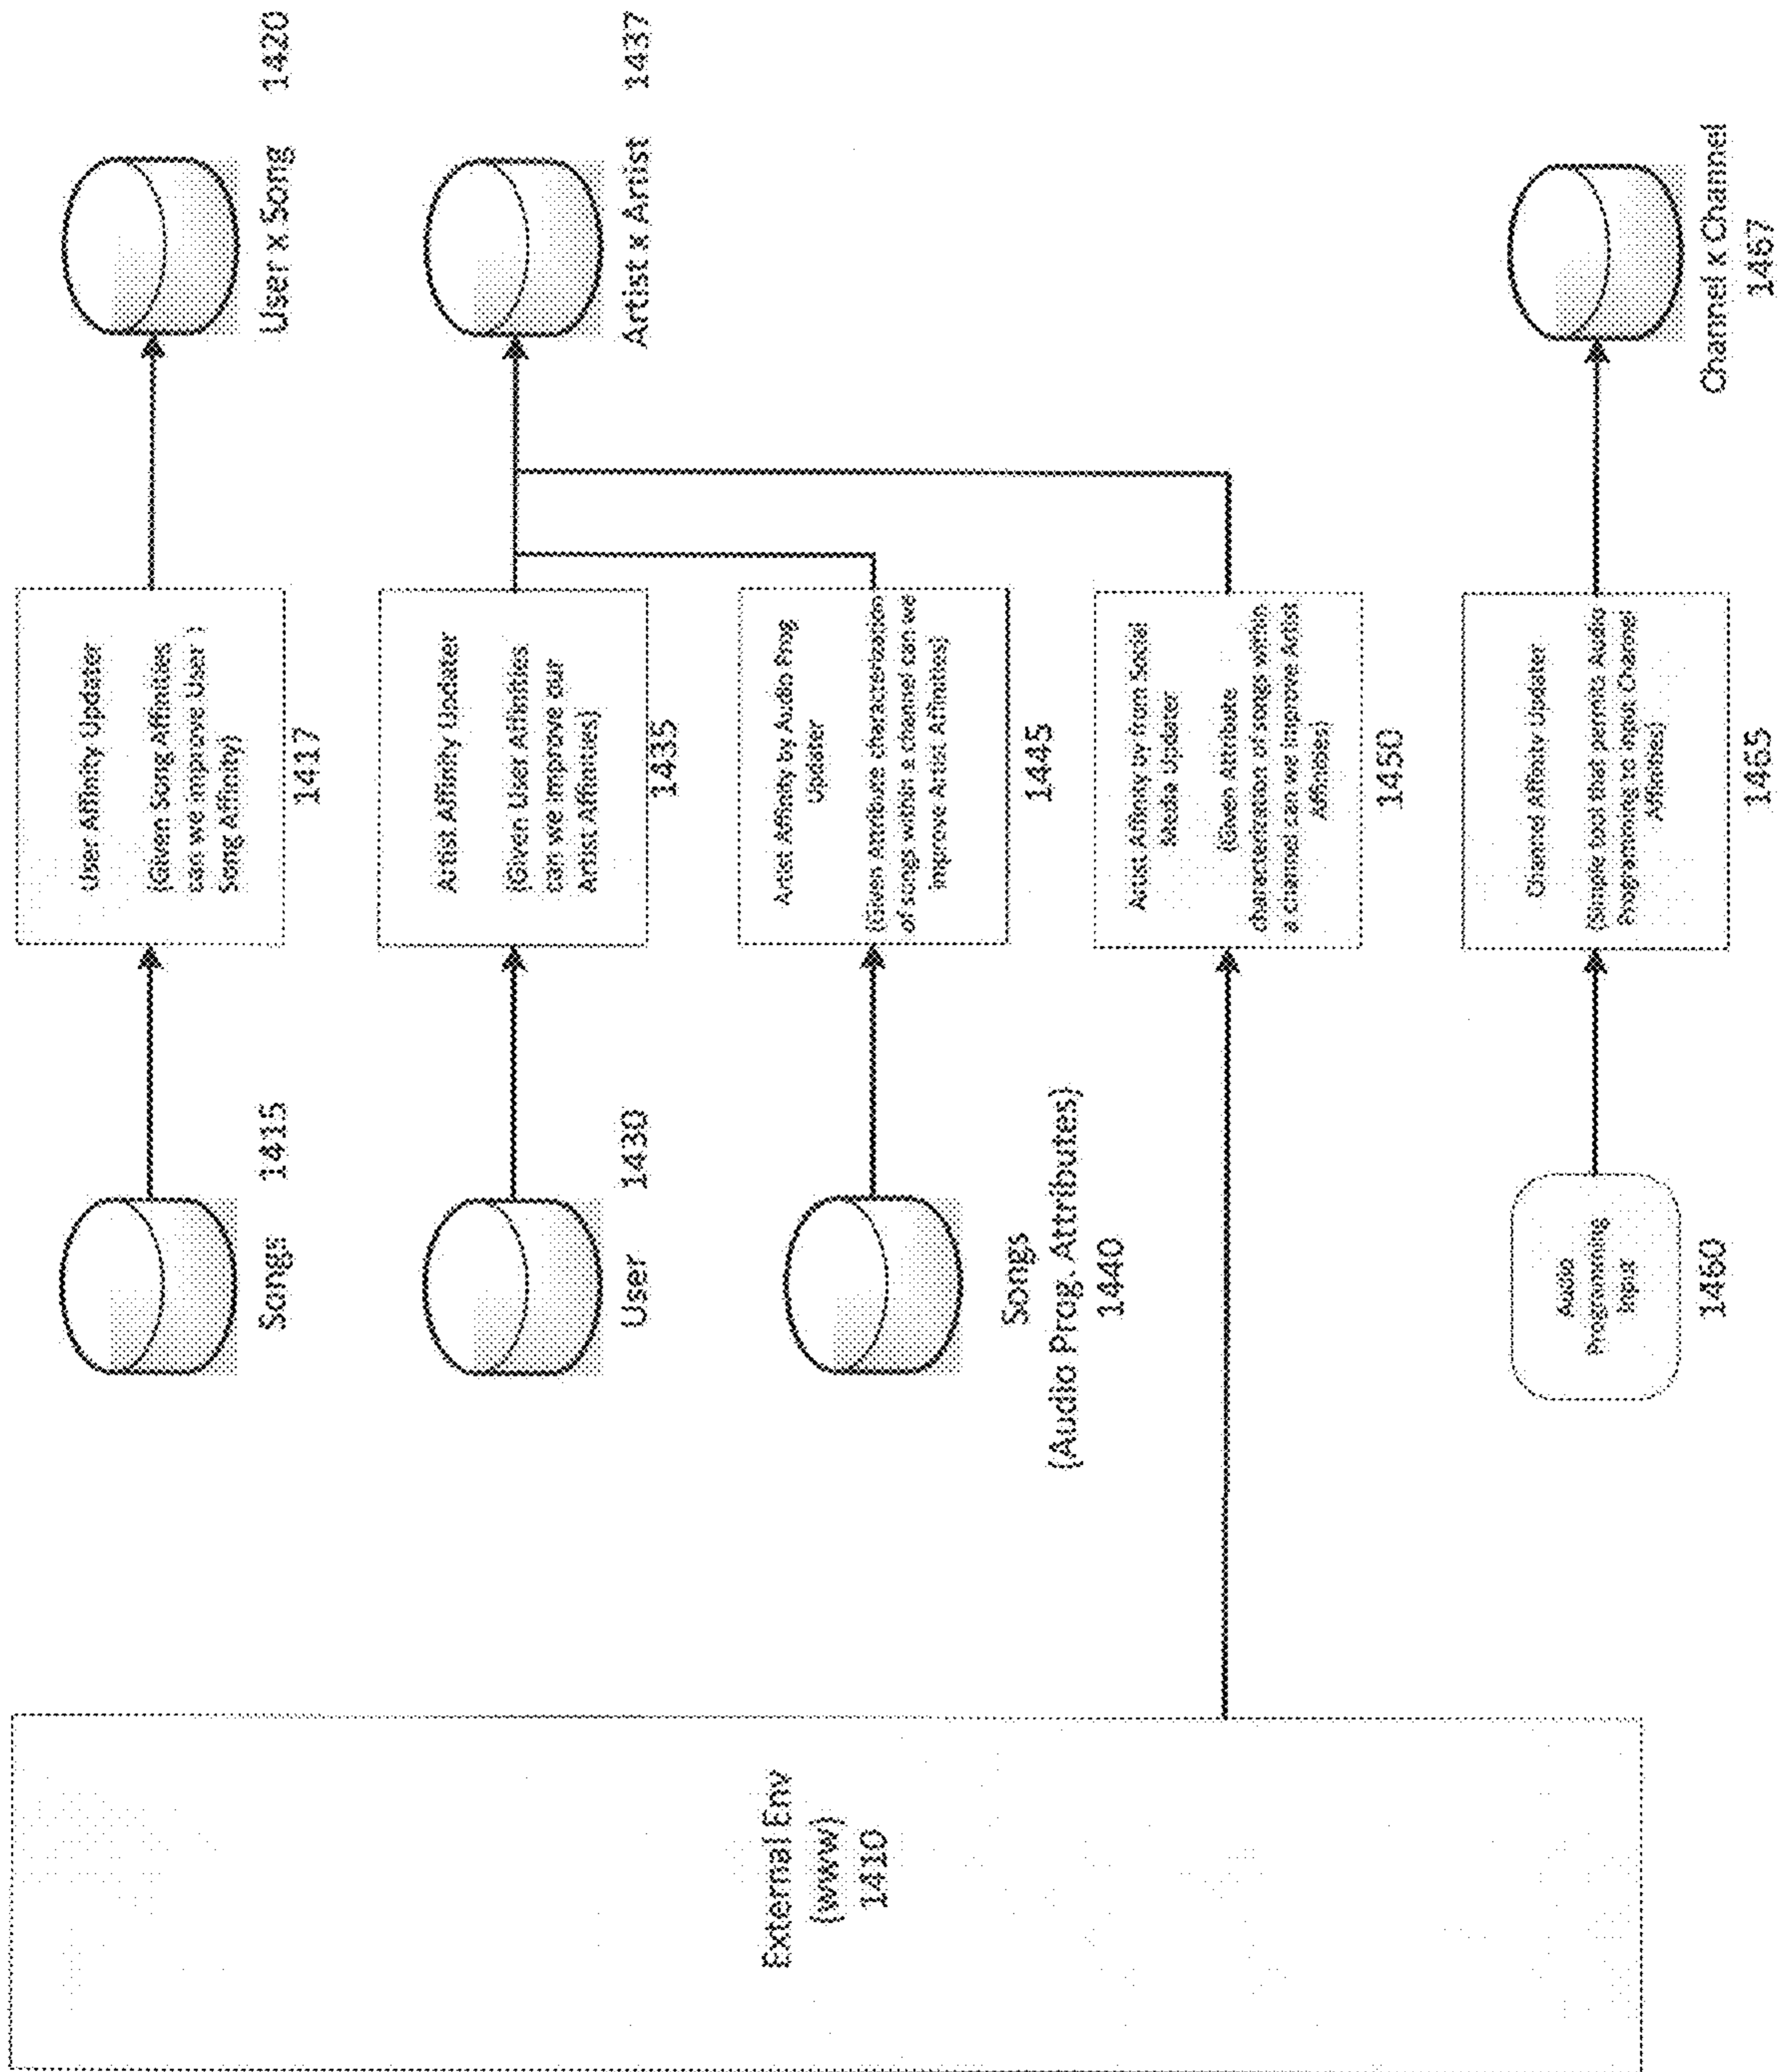 External Env
(www)
1410
Songs 1415
User Affinity Updater
(Given Song Affinities
can we improve User
Song Affinity)
1417
User x Song 1420
User 1430
Artist Affinity Updater
(Given User Affinities
can we improve our
Artist Affinities)
1435
Artist x Artist 1437
Songs
(Audio Prog. Attributes)
1440
Artist Affinity by Audio Prog
Updater
(Given Attribute characterization
of songs within a channel can we
improve Artist Affinities)
1445
Artist Affinity by from Social
Media Updater
(Given Attribute
characterization of songs within
a channel can we improve Artist
Affinities)
1450
Audio
Programming
Input
1460
Channel Affinity Updater
(Simple tool that permits Audio
Programming to input Channel
Affinities)
1465
Channel x Channel
1467